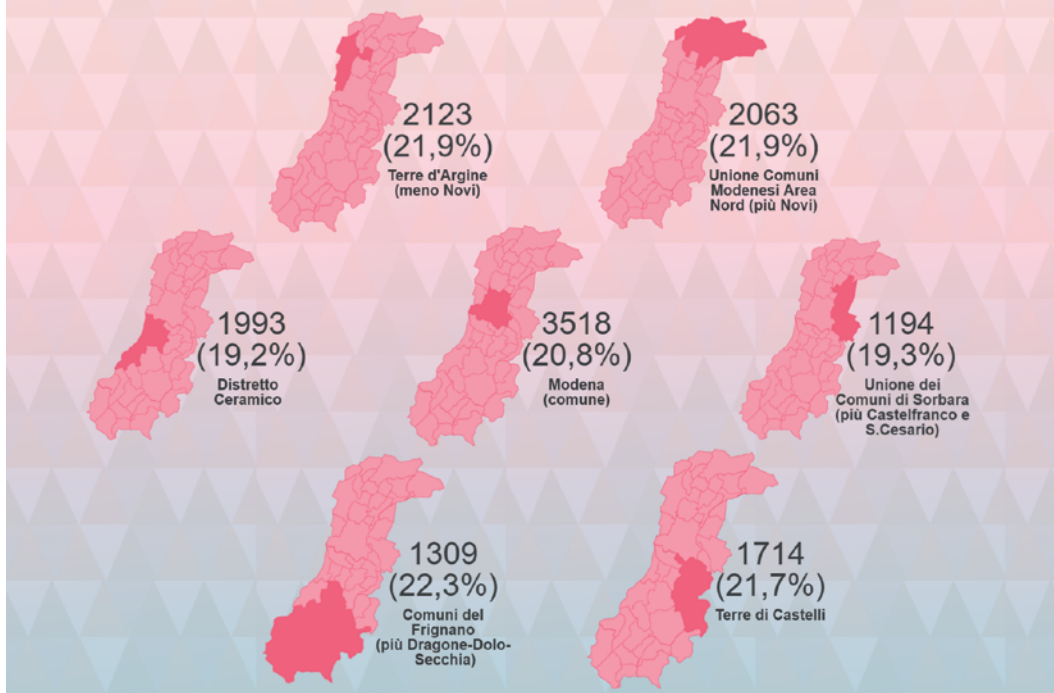 2123
(21,9%)
Terre d'Argine
(meno Novi)
2063
(21,9%)
Unione Comuni
Modenesi Area
Nord (più Novi)
1993
(19,2%)
Distretto
Ceramico
3518
(20,8%)
Modena
(comune)
1194
(19,3%)
Unione dei
Comuni di Sorbara
(più Castelfranco e
S.Cesario)
1309
(22,3%)
Comuni del
Frignano
(più Dragone-Dolo-
Secchia)
1714
(21,7%)
Terre di Castelli